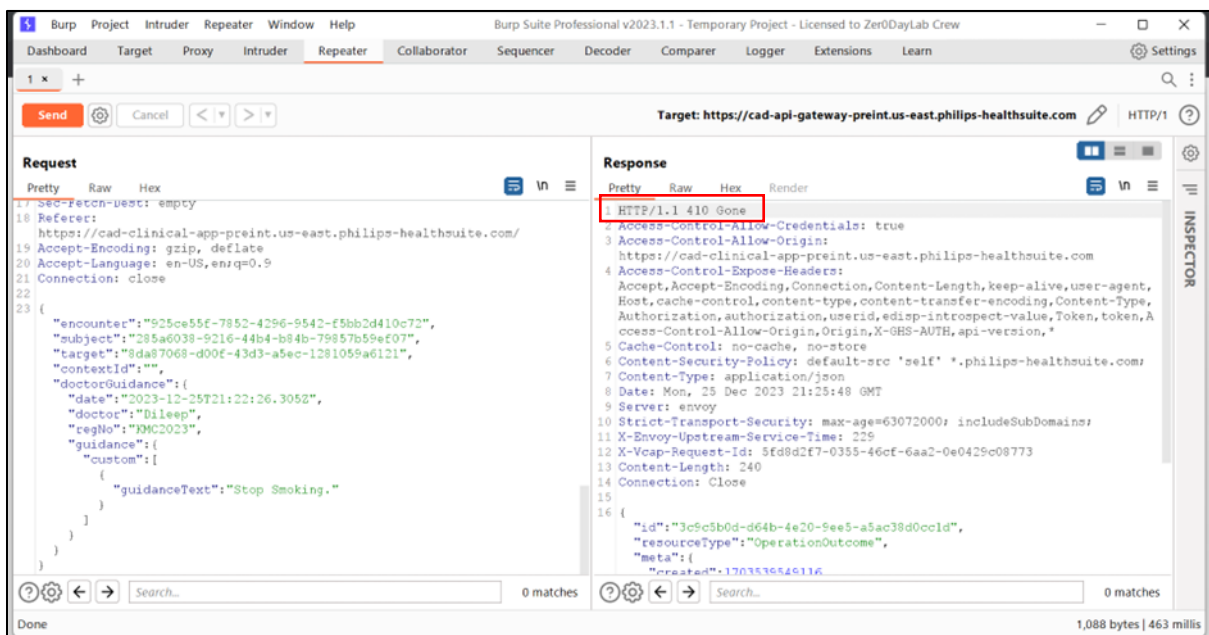 Burp Project Intruder Repeater Window Help Burp Suite Professional v2023.1.1 - Temporary Project - Licensed to Zer0DayLab Crew
Dashboard Target Proxy Intruder Repeater Collaborator Sequencer Decoder Comparer Logger Extensions Learn Settings
1 × +
Send Cancel < > Target: https://cad-api-gateway-preint.us-east.philips-healthsuite.com HTTP/1 ?
Request
Pretty Raw Hex \n
17 Sec-Fetch-Dest: empty
18 Referer:
https://cad-clinical-app-preint.us-east.philips-healthsuite.com/
19 Accept-Encoding: gzip, deflate
20 Accept-Language: en-US,en;q=0.9
21 Connection: close
22
23 {
"encounter":"925ce55f-7852-4296-9542-f5bb2d410c72",
"subject":"285a6038-9216-44b4-b84b-79857b59ef07",
"target":"8da87068-d00f-43d3-a5ec-1281059a6121",
"contextId":"",
"doctorGuidance":{
"date":"2023-12-25T21:22:26.305Z",
"doctor":"Dileep",
"regNo":"KMC2023",
"guidance":{
"custom":[
{
"guidanceText":"Stop Smoking."
}
]
}
}
}
Search... 0 matches
Response
Pretty Raw Hex Render \n
1 HTTP/1.1 410 Gone
2 Access-Control-Allow-Credentials: true
3 Access-Control-Allow-Origin:
https://cad-clinical-app-preint.us-east.philips-healthsuite.com
4 Access-Control-Expose-Headers:
Accept,Accept-Encoding,Connection,Content-Length,keep-alive,user-agent,
Host,cache-control,content-type,content-transfer-encoding,Content-Type,
Authorization,authorization,userid,edisp-introspect-value,Token,token,A
ccess-Control-Allow-Origin,Origin,X-GHS-AUTH,api-version,*
5 Cache-Control: no-cache, no-store
6 Content-Security-Policy: default-src 'self' *.philips-healthsuite.com;
7 Content-Type: application/json
8 Date: Mon, 25 Dec 2023 21:25:48 GMT
9 Server: envoy
10 Strict-Transport-Security: max-age=63072000; includeSubDomains;
11 X-Envoy-Upstream-Service-Time: 229
12 X-Vcap-Request-Id: 5fd8d2f7-0355-46cf-6aa2-0e0429c08773
13 Content-Length: 240
14 Connection: Close
15
16 {
"id":"3c9c5b0d-d64b-4e20-9ee5-a5ac38d0cc1d",
"resourceType":"OperationOutcome",
"meta":{
"created":1703539549116
Search... 0 matches
INSPECTOR
Done 1,088 bytes | 463 millis